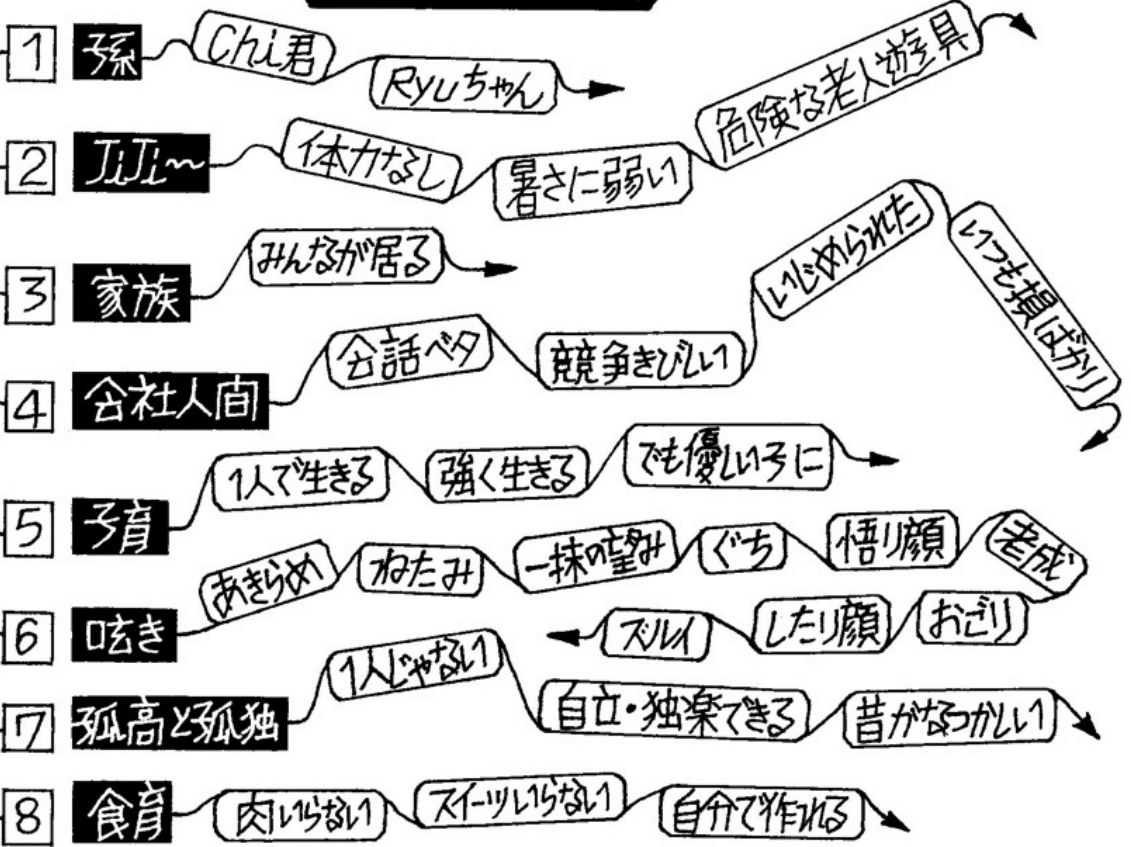 1 孫 Chi君 Ryuちゃん
2 JiJi～ 体力なし 暑さに弱い 危険な老人遊具
3 家族 みんなが居る
4 会社人間 会話ベタ 競争きびしい いじめられた いつも損ばかり
5 子育 1人で生きる 強く生きる でも優しい子に
6 呟き あきらめ ねたみ 一抹の望み ぐち 悟り顔 老成 おごり したり顔 ズルイ
7 孤高と孤独 1人じゃない 自立・独楽できる 昔がなつかしい
8 食育 肉いらない スイーツいらない 自分で作れる